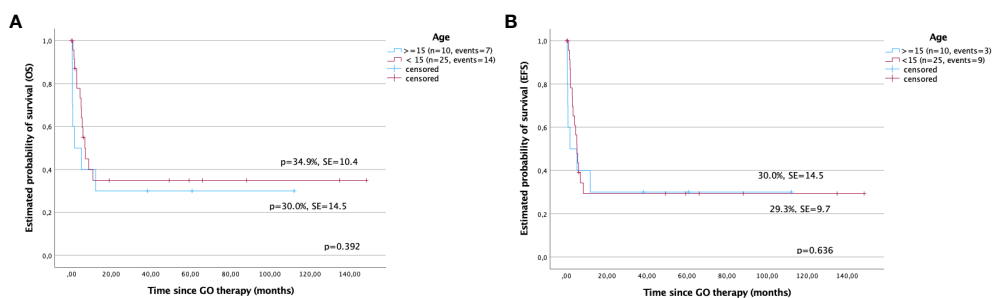 A
Age
>=15 (n=10, events=7)
< 15 (n=25, events=14)
censored
censored
Estimated probability of survival (OS)
1,0
0,8
0,6
0,4
0,2
0,0
p=34.9%, SE=10.4
p=30.0%, SE=14.5
p=0.392
,00
20,00
40,00
60,00
80,00
100,00
120,00
140,00
Time since GO therapy (months)
B
Age
>=15 (n=10, events=3)
<15 (n=25, events=9)
censored
censored
Estimated probability of survival (EFS)
1,0
0,8
0,6
0,4
0,2
0,0
30.0%, SE=14.5
29.3%, SE=9.7
p=0.636
,00
20,00
40,00
60,00
80,00
100,00
120,00
140,00
Time since GO therapy (months)